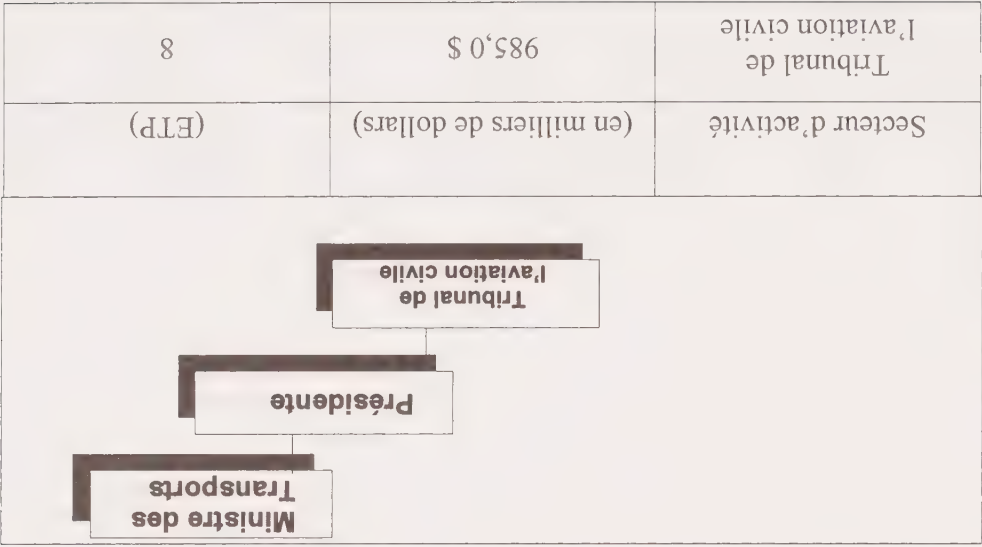 Ministre des
Transports
Présidente
Tribunal de
l'aviation civile
Secteur d'activité
(en milliers de dollars)
(ETP)
Tribunal de
l'aviation civile
985,0 $
8